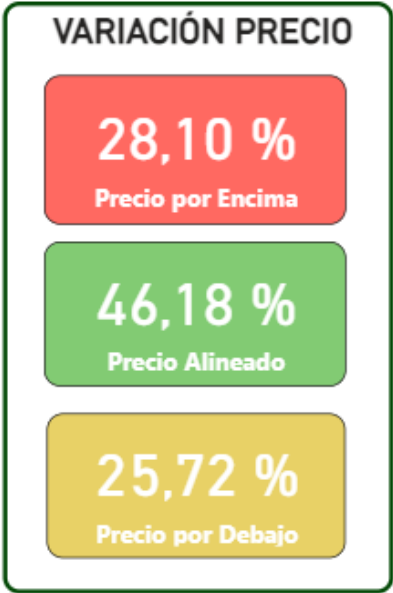 VARIACIÓN PRECIO
28,10 %
Precio por Encima
46,18 %
Precio Alineado
25,72 %
Precio por Debajo